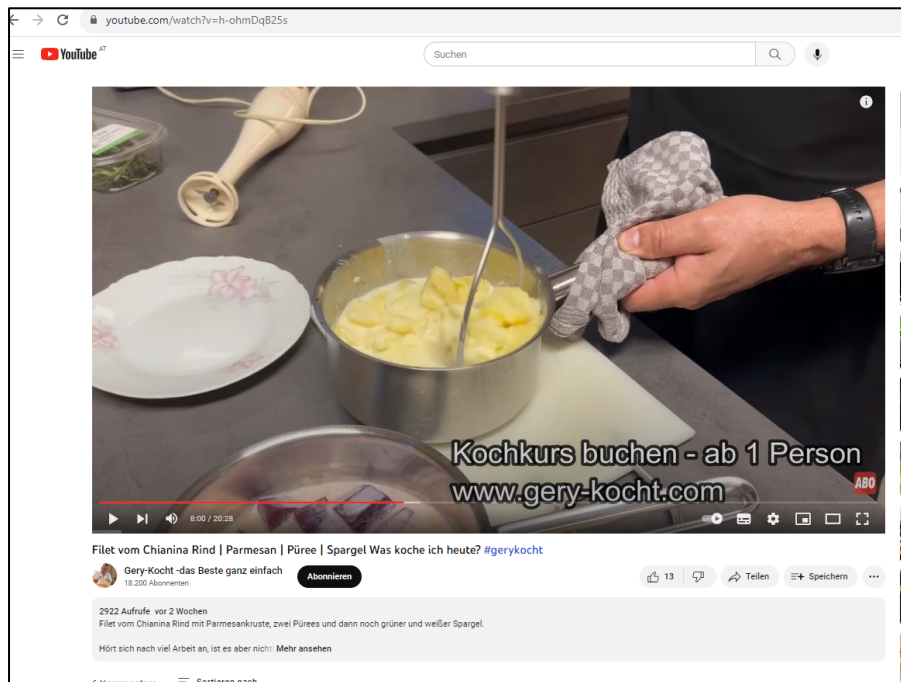 youtube.com/watch?v=h-ohmDqB25s
YouTube AT
Suchen
Kochkurs buchen - ab 1 Person
www.gery-kocht.com
ABO
8:00 / 20:28
Filet vom Chianina Rind | Parmesan | Püree | Spargel Was koche ich heute? #gerykocht
Gery-Kocht -das Beste ganz einfach
18.200 Abonnenten
Abonnieren
13
Teilen
Speichern
2922 Aufrufe vor 2 Wochen
Filet vom Chianina Rind mit Parmesankruste, zwei Pürees und dann noch grüner und weißer Spargel.
Hört sich nach viel Arbeit an, ist es aber nicht Mehr ansehen
Kommentare Sortieren nach